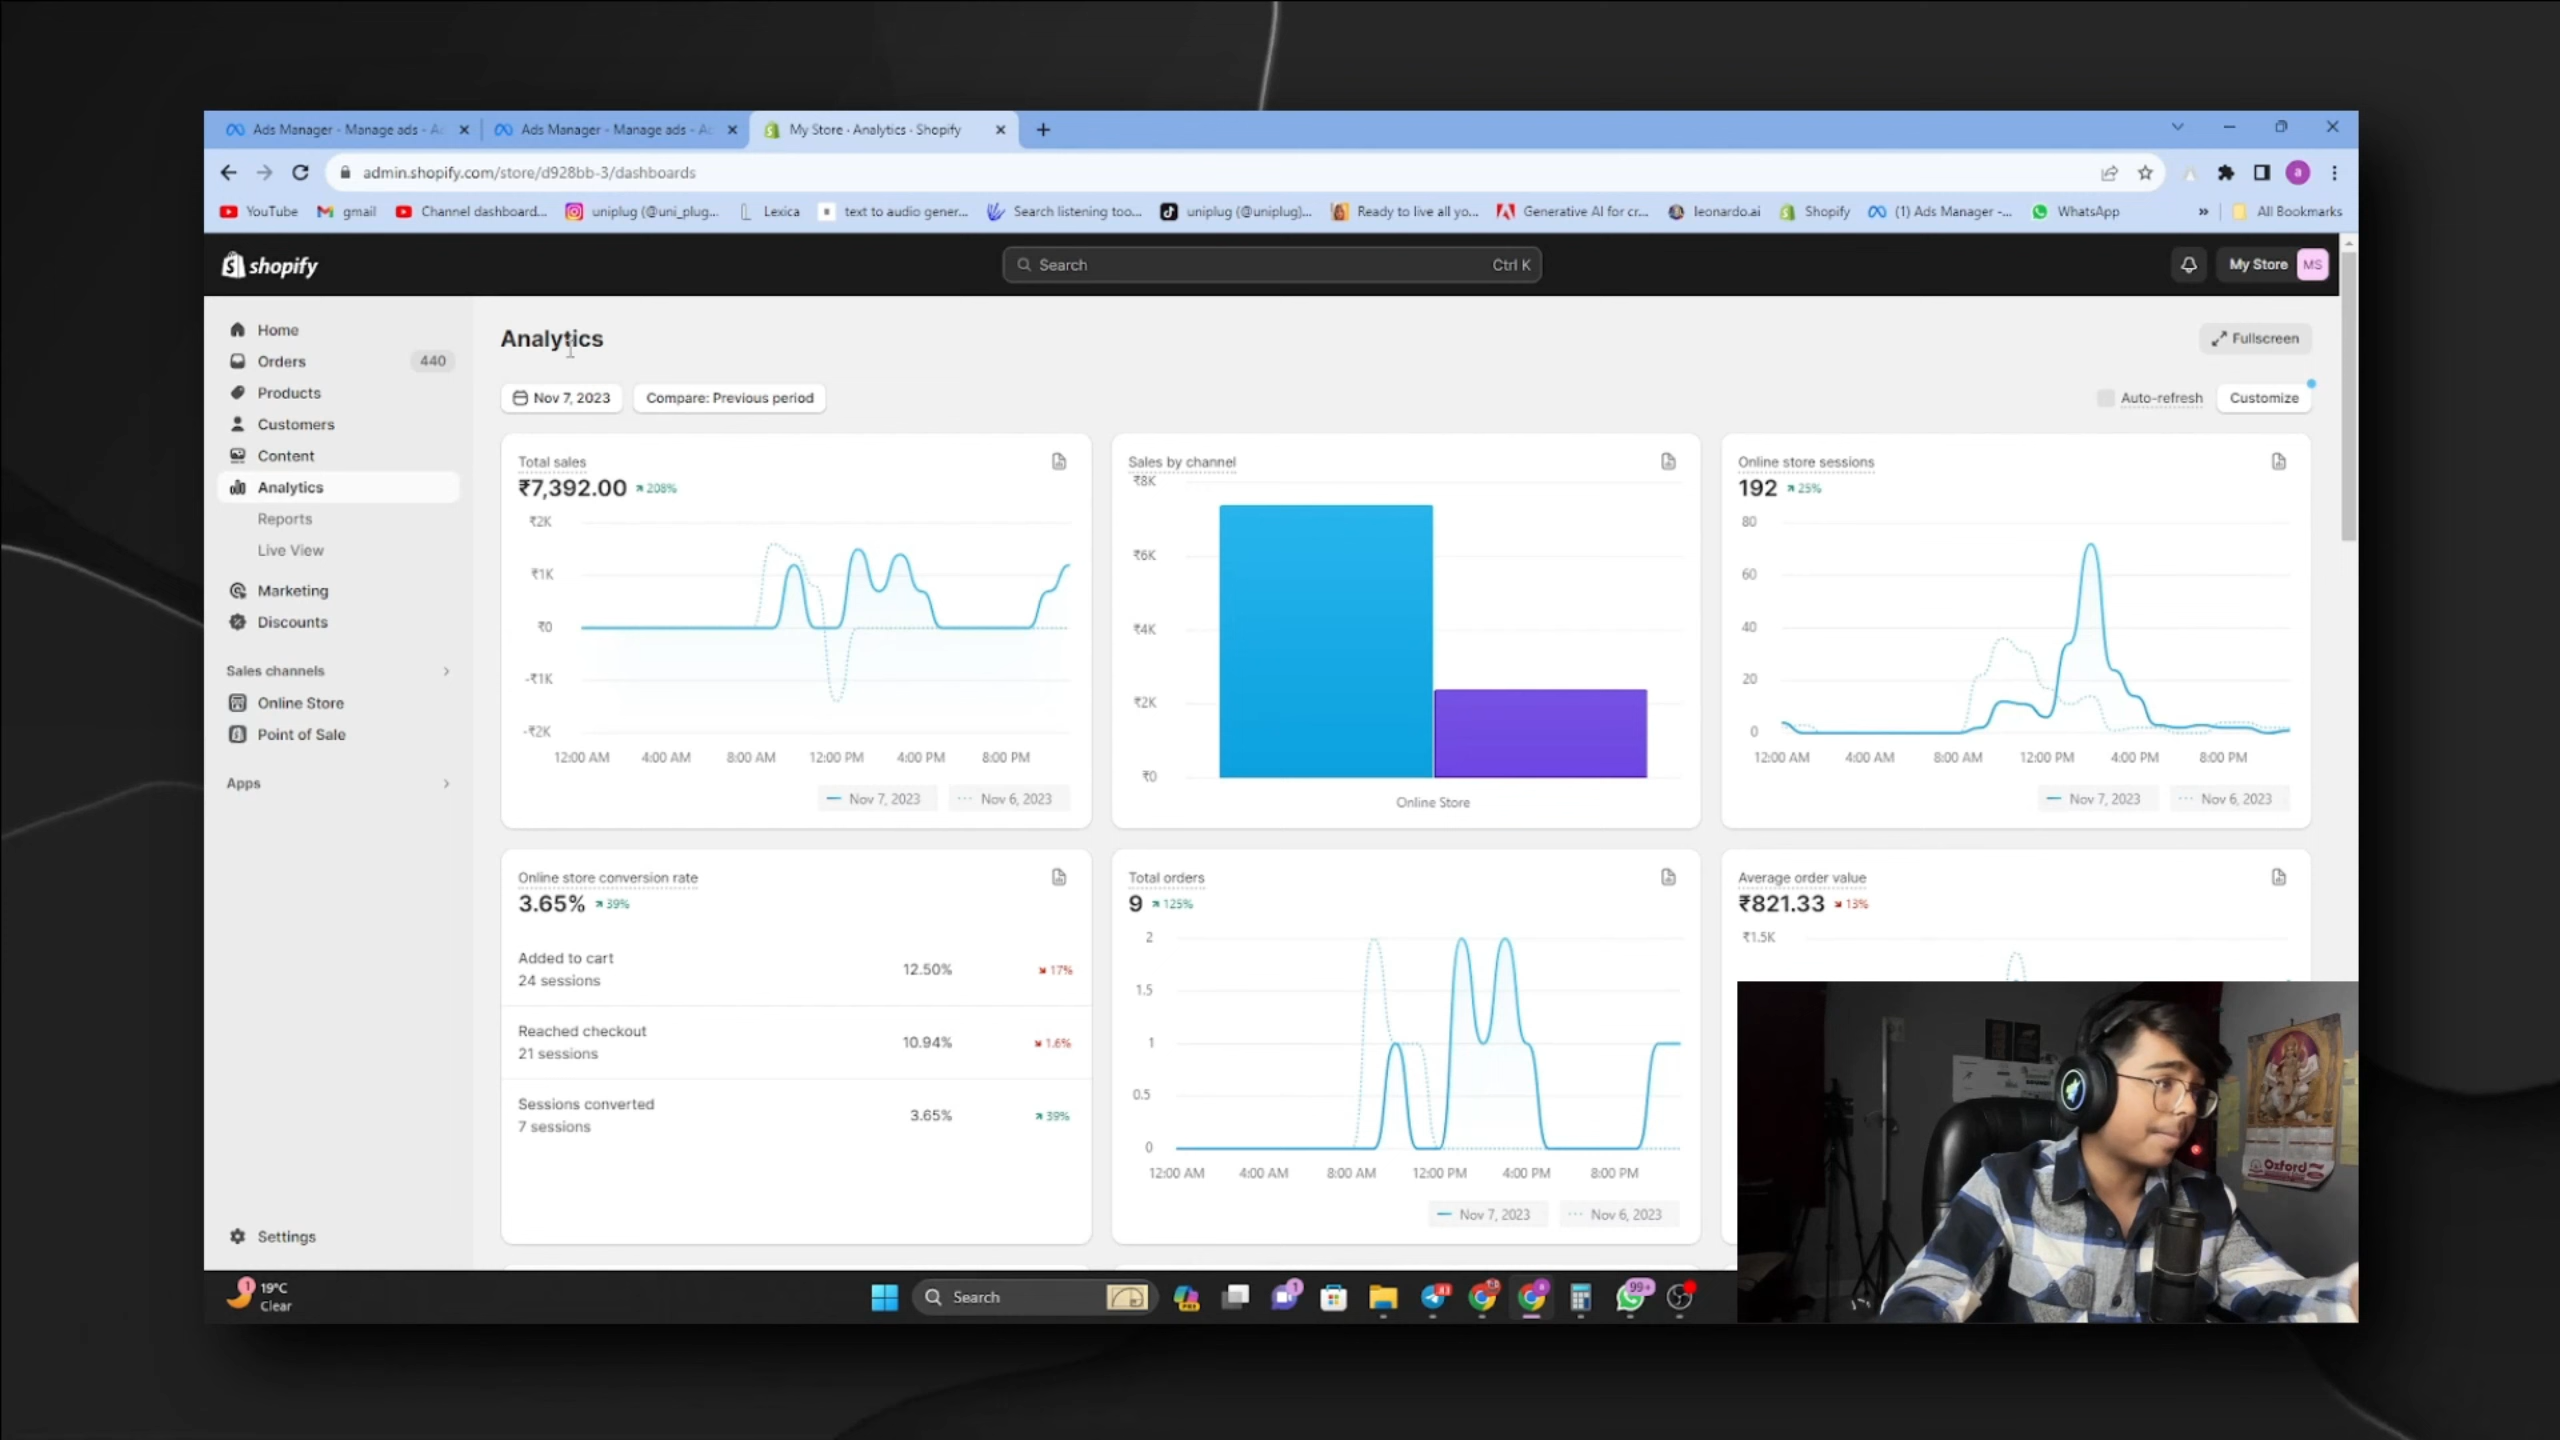 Ads Manager - Manage ads - Ad
Ads Manager - Manage ads - Ad
My Store · Analytics · Shopify
admin.shopify.com/store/d928bb-3/dashboards
YouTube
gmail
Channel dashboard...
uniplug (@uni_plug...
Lexica
text to audio gener...
Search listening too...
uniplug (@uniplug)...
Ready to live all yo...
Generative AI for cr...
leonardo.ai
Shopify
(1) Ads Manager -...
WhatsApp
All Bookmarks
shopify
Search
Ctrl K
My Store
MS
Home
Orders
440
Products
Customers
Content
Analytics
Reports
Live View
Marketing
Discounts
Sales channels
Online Store
Point of Sale
Apps
Settings
Analytics
Fullscreen
Nov 7, 2023
Compare: Previous period
Auto-refresh
Customize
Total sales
₹7,392.00
208%
₹2K
₹1K
₹0
-₹1K
-₹2K
12:00 AM 4:00 AM 8:00 AM 12:00 PM 4:00 PM 8:00 PM
Nov 7, 2023
Nov 6, 2023
Sales by channel
₹8K
₹6K
₹4K
₹2K
₹0
Online Store
Online store sessions
192
25%
80
60
40
20
0
12:00 AM 4:00 AM 8:00 AM 12:00 PM 4:00 PM 8:00 PM
Nov 7, 2023
Nov 6, 2023
Online store conversion rate
3.65%
39%
Added to cart
24 sessions
12.50%
17%
Reached checkout
21 sessions
10.94%
1.6%
Sessions converted
7 sessions
3.65%
39%
Total orders
9
125%
2
1.5
1
0.5
0
12:00 AM 4:00 AM 8:00 AM 12:00 PM 4:00 PM 8:00 PM
Nov 7, 2023
Nov 6, 2023
Average order value
₹821.33
13%
₹1.5K
Oxford
1
19°C
Clear
Search
1
99+